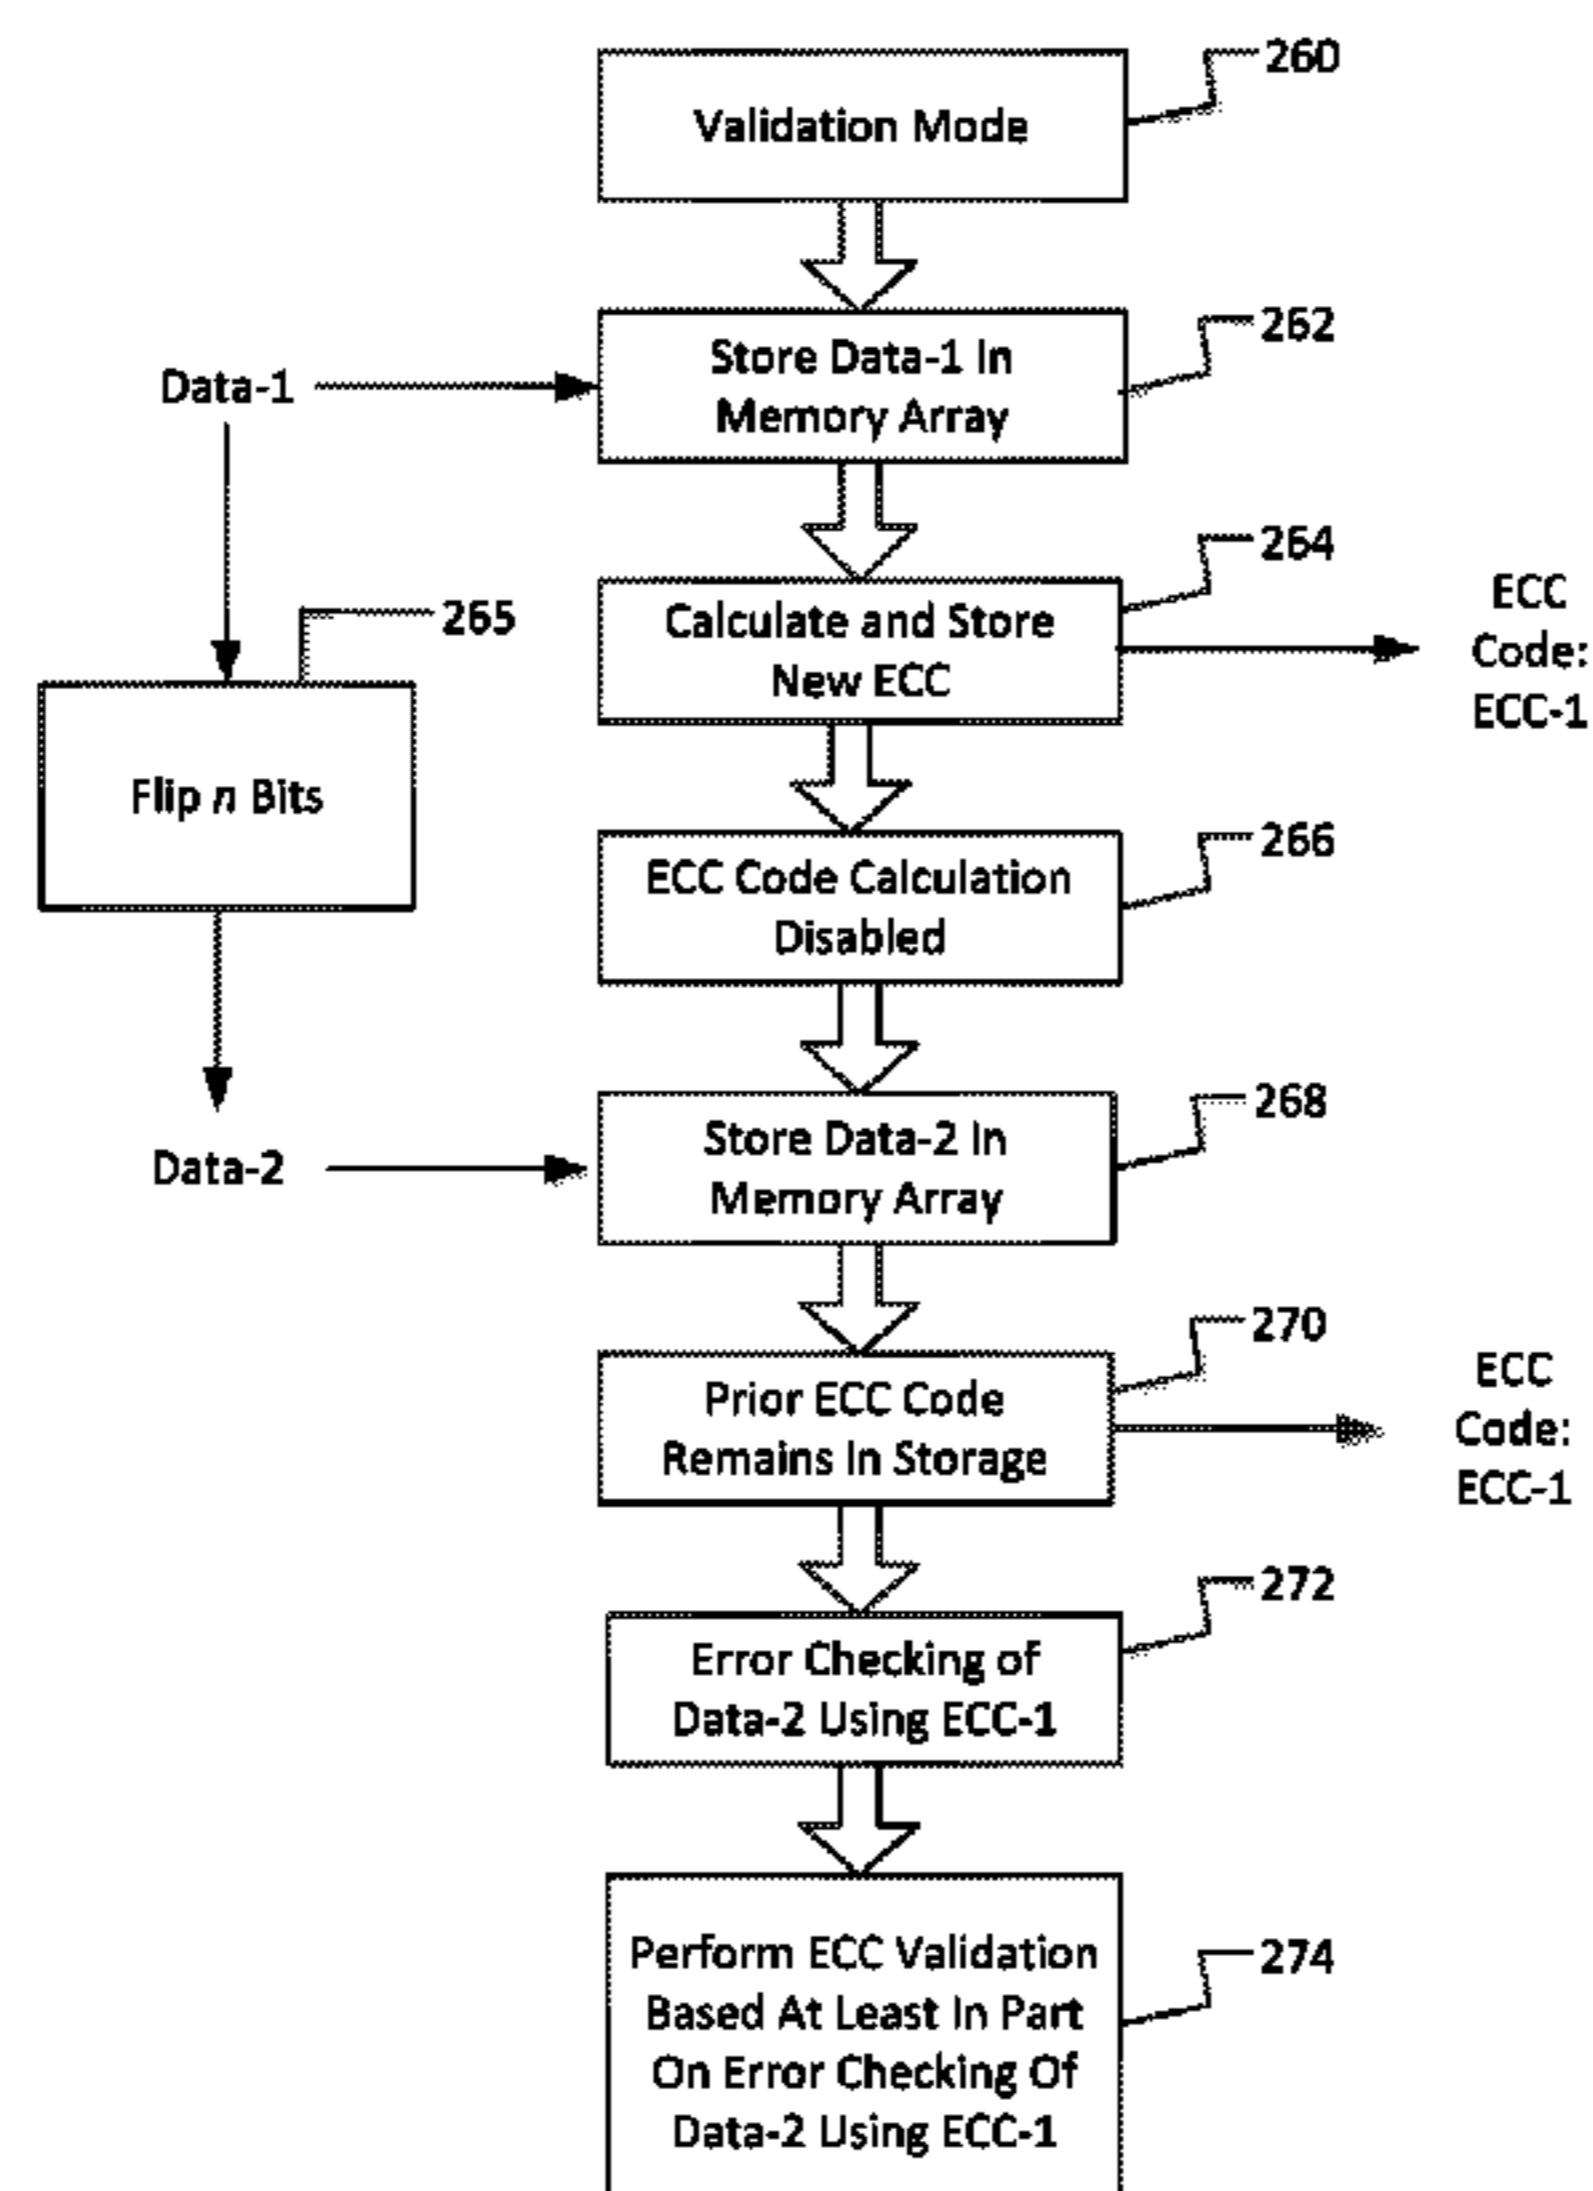 260
Validation Mode
262
Store Data-1 In
Memory Array
Data-1
264
Calculate and Store
New ECC
ECC
Code:
ECC-1
265
Flip n Bits
266
ECC Code Calculation
Disabled
268
Store Data-2 In
Memory Array
Data-2
270
Prior ECC Code
Remains In Storage
ECC
Code:
ECC-1
272
Error Checking of
Data-2 Using ECC-1
274
Perform ECC Validation
Based At Least In Part
On Error Checking Of
Data-2 Using ECC-1